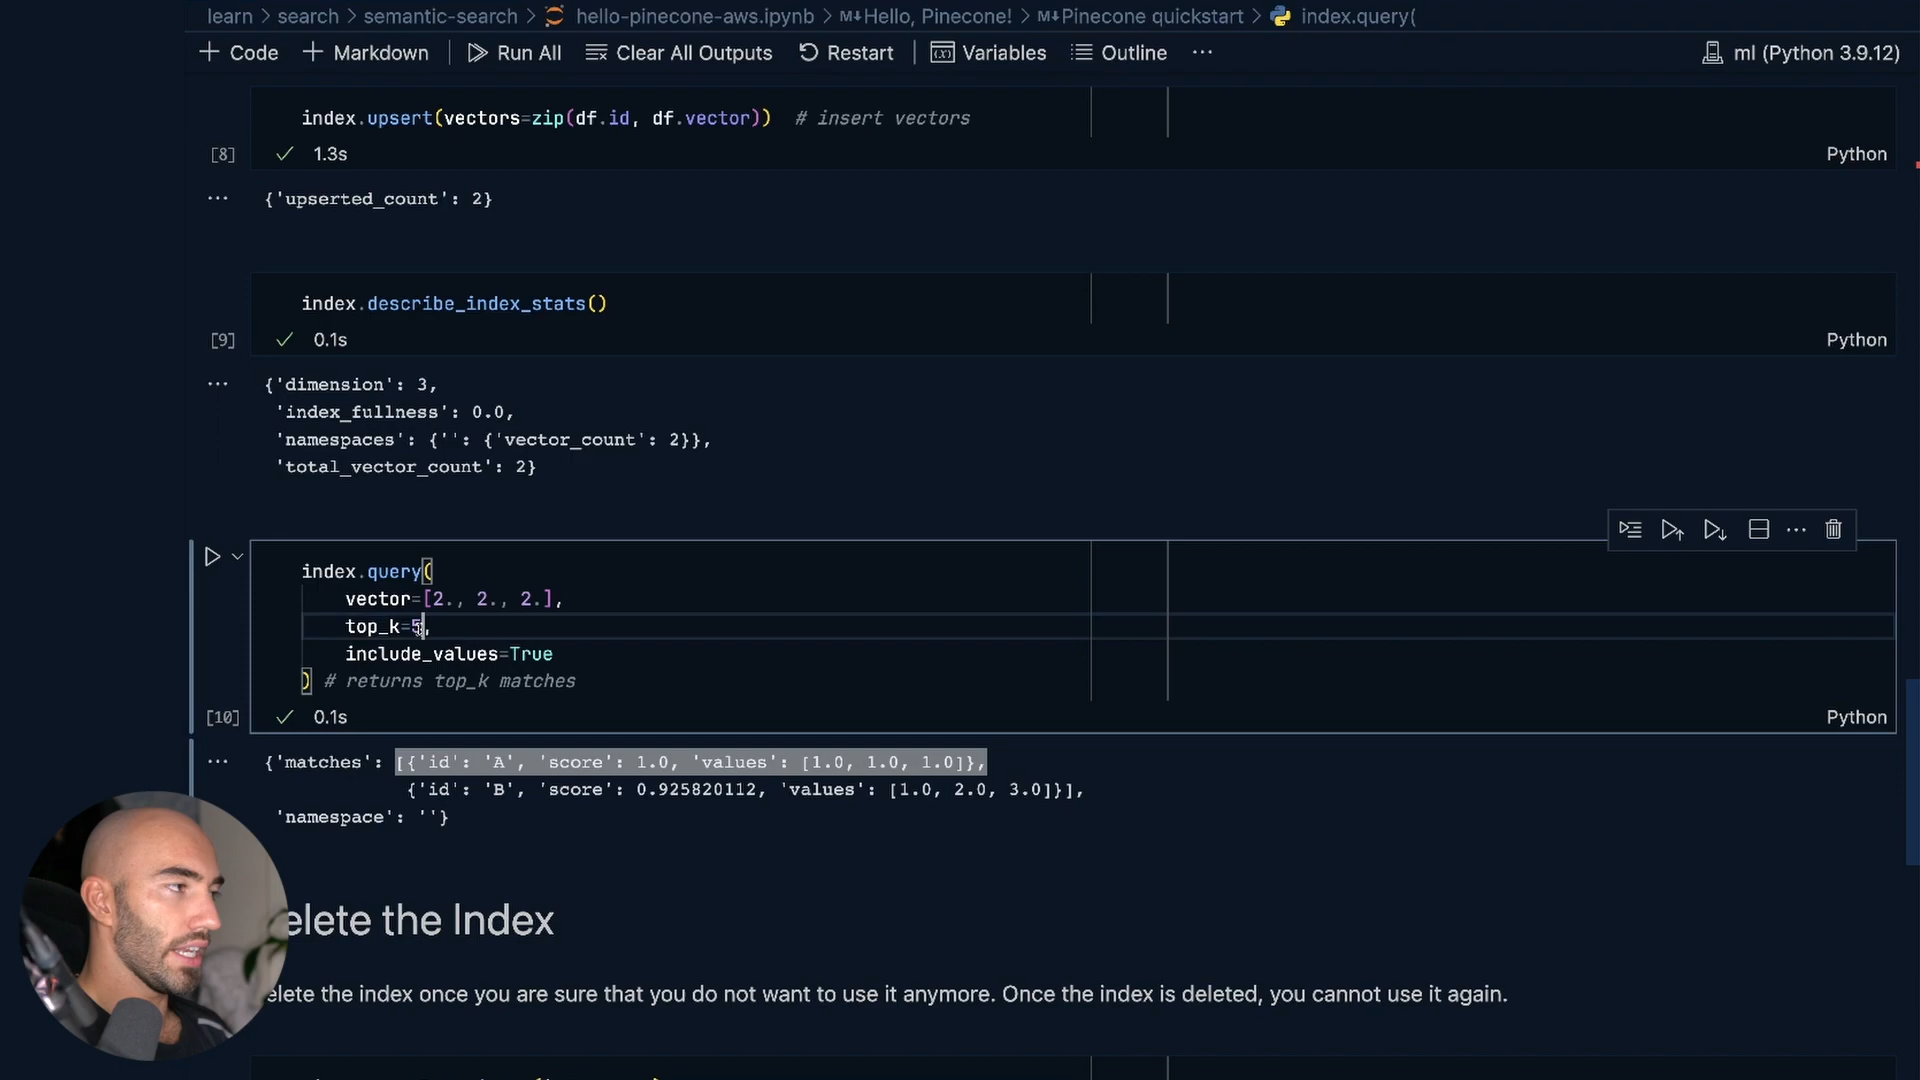 learn > search > semantic-search > hello-pinecone-aws.ipynb > M↓Hello, Pinecone! > M↓Pinecone quickstart > index.query(
+ Code + Markdown | Run All Clear All Outputs Restart | Variables Outline ··· ml (Python 3.9.12)
index.upsert(vectors=zip(df.id, df.vector)) # insert vectors
[8] ✓ 1.3s Python
··· {'upserted_count': 2}
index.describe_index_stats()
[9] ✓ 0.1s Python
··· {'dimension': 3,
'index_fullness': 0.0,
'namespaces': {'': {'vector_count': 2}},
'total_vector_count': 2}
index.query(
vector=[2., 2., 2.],
top_k=5,
include_values=True
) # returns top_k matches
[10] ✓ 0.1s Python
··· {'matches': [{'id': 'A', 'score': 1.0, 'values': [1.0, 1.0, 1.0]},
{'id': 'B', 'score': 0.925820112, 'values': [1.0, 2.0, 3.0]}],
'namespace': ''}
elete the Index
elete the index once you are sure that you do not want to use it anymore. Once the index is deleted, you cannot use it again.